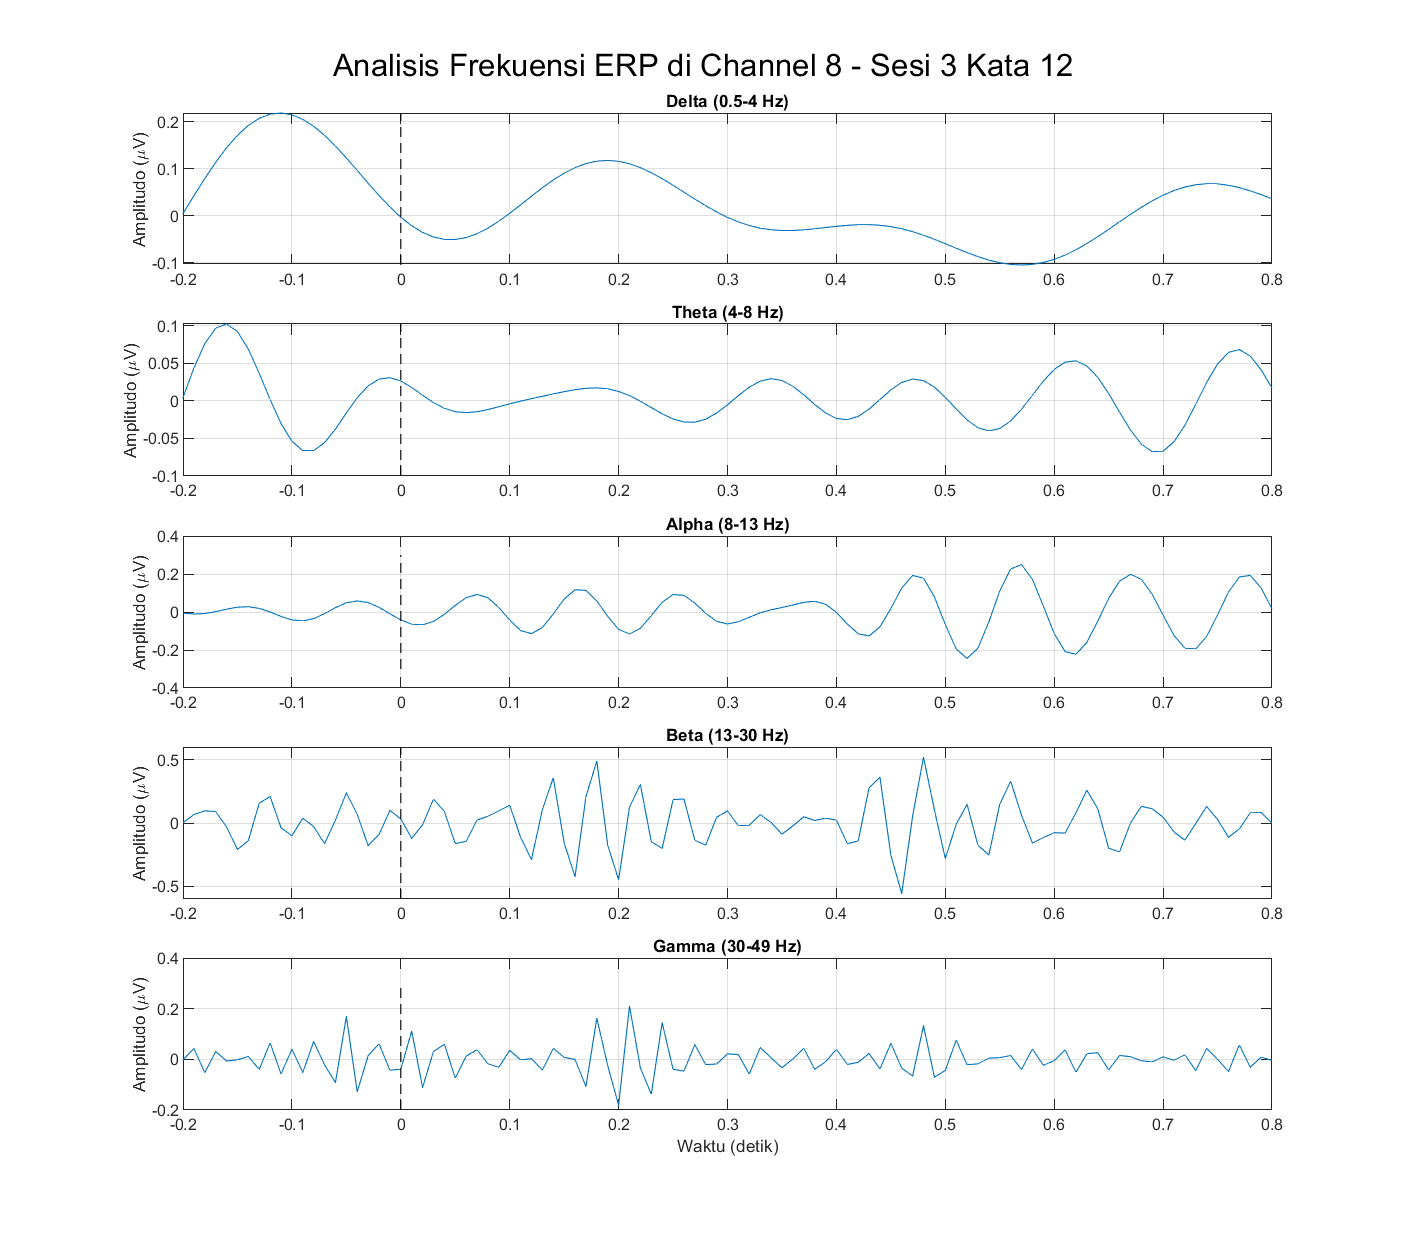 Analisis Frekuensi ERP di Channel 8 - Sesi 3 Kata 12
Delta (0.5-4 Hz)
Amplitudo (μV)
0.2
0.1
0
-0.1
-0.2 -0.1 0 0.1 0.2 0.3 0.4 0.5 0.6 0.7 0.8
Theta (4-8 Hz)
Amplitudo (μV)
0.1
0.05
0
-0.05
-0.1
-0.2 -0.1 0 0.1 0.2 0.3 0.4 0.5 0.6 0.7 0.8
Alpha (8-13 Hz)
Amplitudo (μV)
0.4
0.2
0
-0.2
-0.4
-0.2 -0.1 0 0.1 0.2 0.3 0.4 0.5 0.6 0.7 0.8
Beta (13-30 Hz)
Amplitudo (μV)
0.5
0
-0.5
-0.2 -0.1 0 0.1 0.2 0.3 0.4 0.5 0.6 0.7 0.8
Gamma (30-49 Hz)
Amplitudo (μV)
0.4
0.2
0
-0.2
-0.2 -0.1 0 0.1 0.2 0.3 0.4 0.5 0.6 0.7 0.8
Waktu (detik)